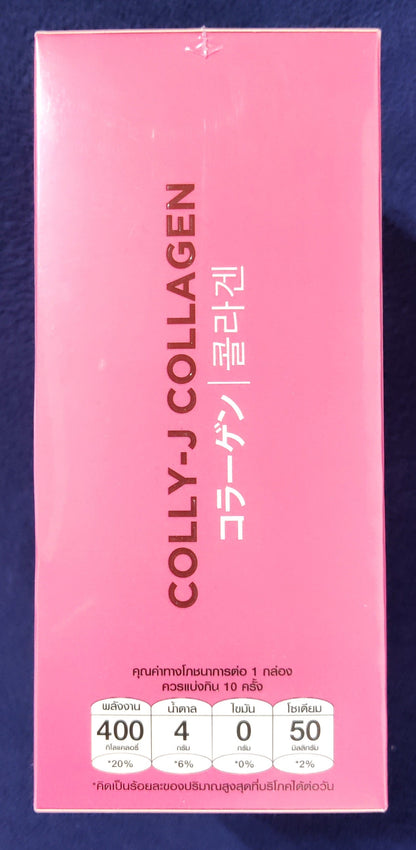 COLLY-J COLLAGEN
コラーゲン | 콜라겐
คุณค่าทางโภชนาการต่อ 1 กล่อง
ควรแบ่งกิน 10 ครั้ง
พลังงาน น้ำตาล ไขมัน โซเดียม
400 4 0 50
กิโลแคลอรี่ กรัม กรัม มิลลิกรัม
*20% *6% *0% *2%
*คิดเป็นร้อยละของปริมาณสูงสุดที่บริโภคได้ต่อวัน